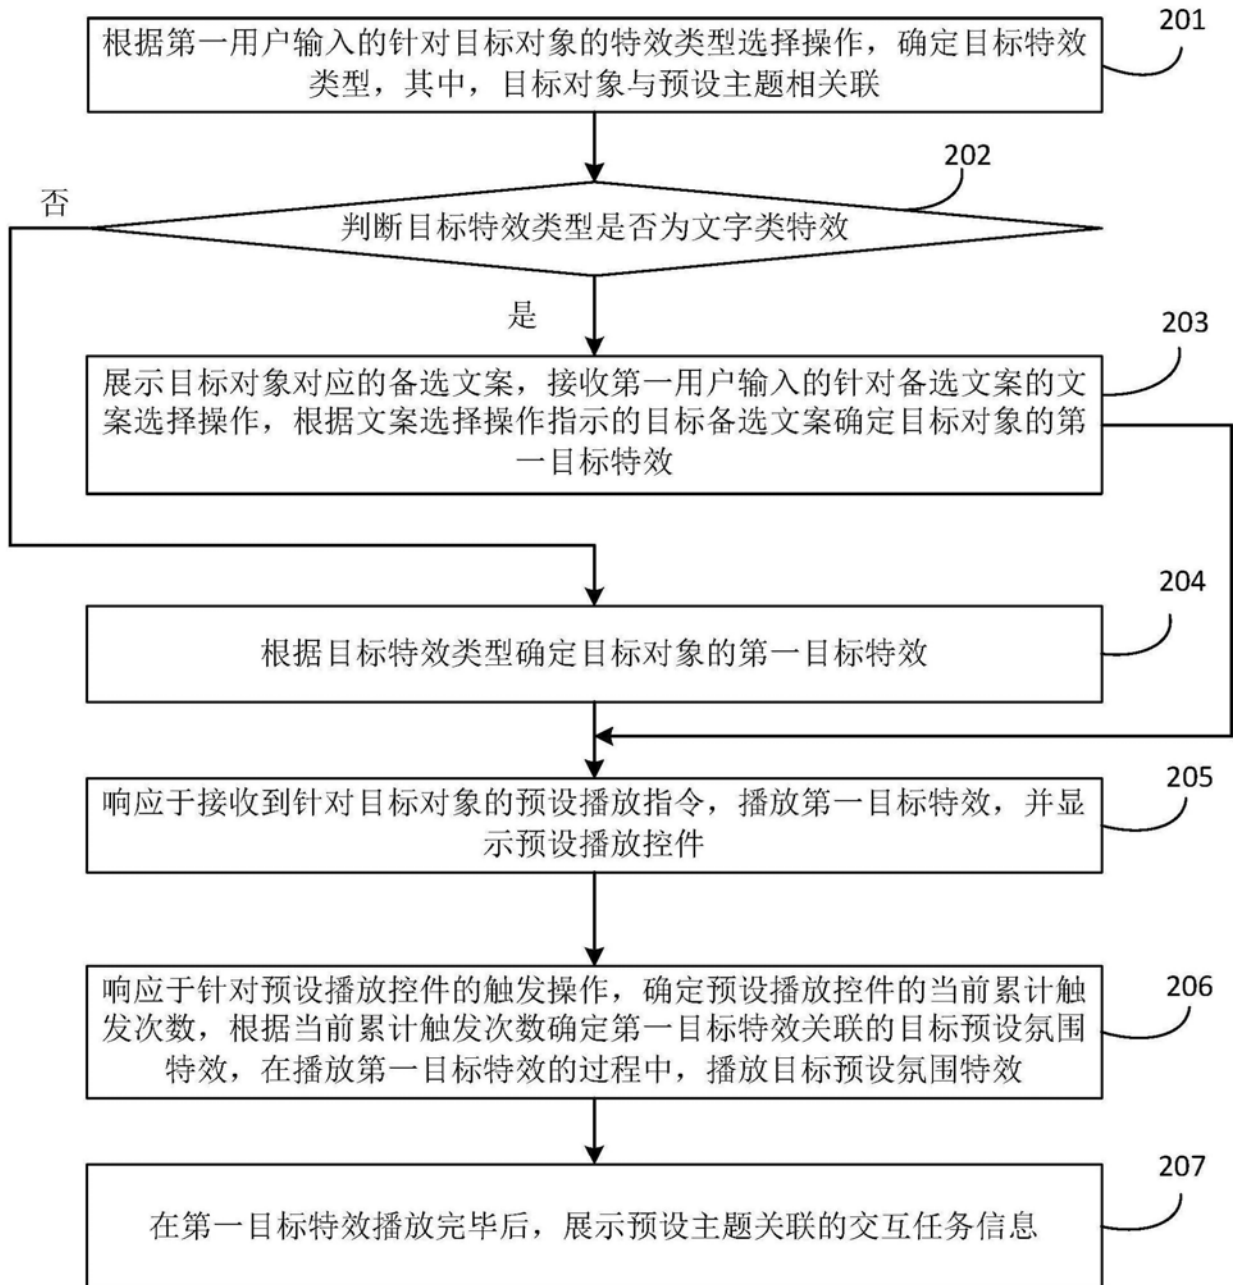 201
根据第一用户输入的针对目标对象的特效类型选择操作，确定目标特效
类型，其中，目标对象与预设主题相关联
202
否
判断目标特效类型是否为文字类特效
是
203
展示目标对象对应的备选文案，接收第一用户输入的针对备选文案的文
案选择操作，根据文案选择操作指示的目标备选文案确定目标对象的第
一目标特效
204
根据目标特效类型确定目标对象的第一目标特效
205
响应于接收到针对目标对象的预设播放指令，播放第一目标特效，并显
示预设播放控件
206
响应于针对预设播放控件的触发操作，确定预设播放控件的当前累计触
发次数，根据当前累计触发次数确定第一目标特效关联的目标预设氛围
特效，在播放第一目标特效的过程中，播放目标预设氛围特效
207
在第一目标特效播放完毕后，展示预设主题关联的交互任务信息